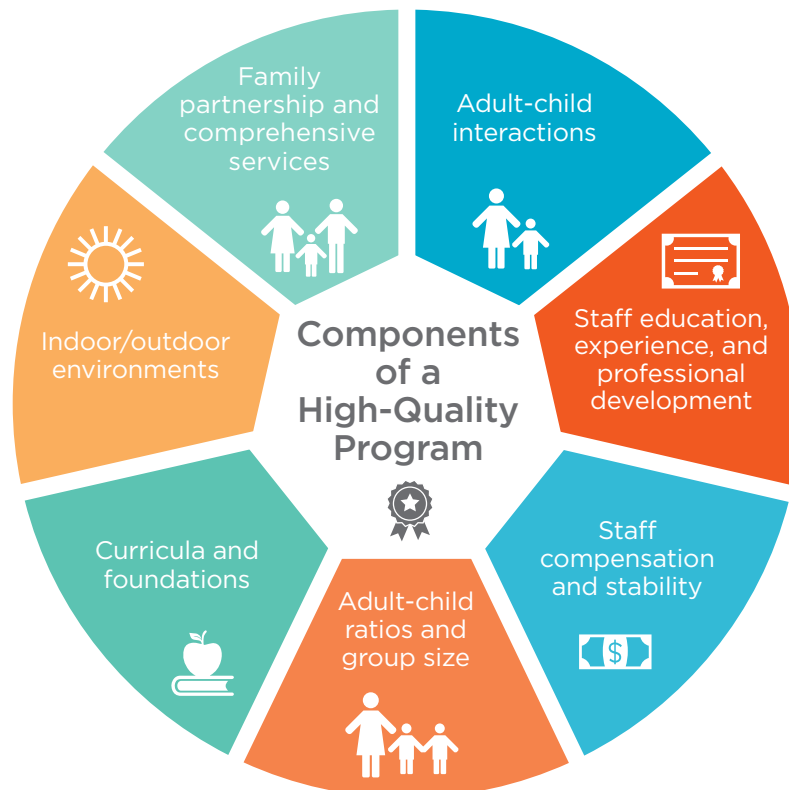 Components
of a
High-Quality
Program
Adult-child
interactions
Staff education,
experience, and
professional
development
Staff
compensation
and stability
$
Adult-child
ratios and
group size
Curricula and
foundations
Indoor/outdoor
environments
Family
partnership and
comprehensive
services